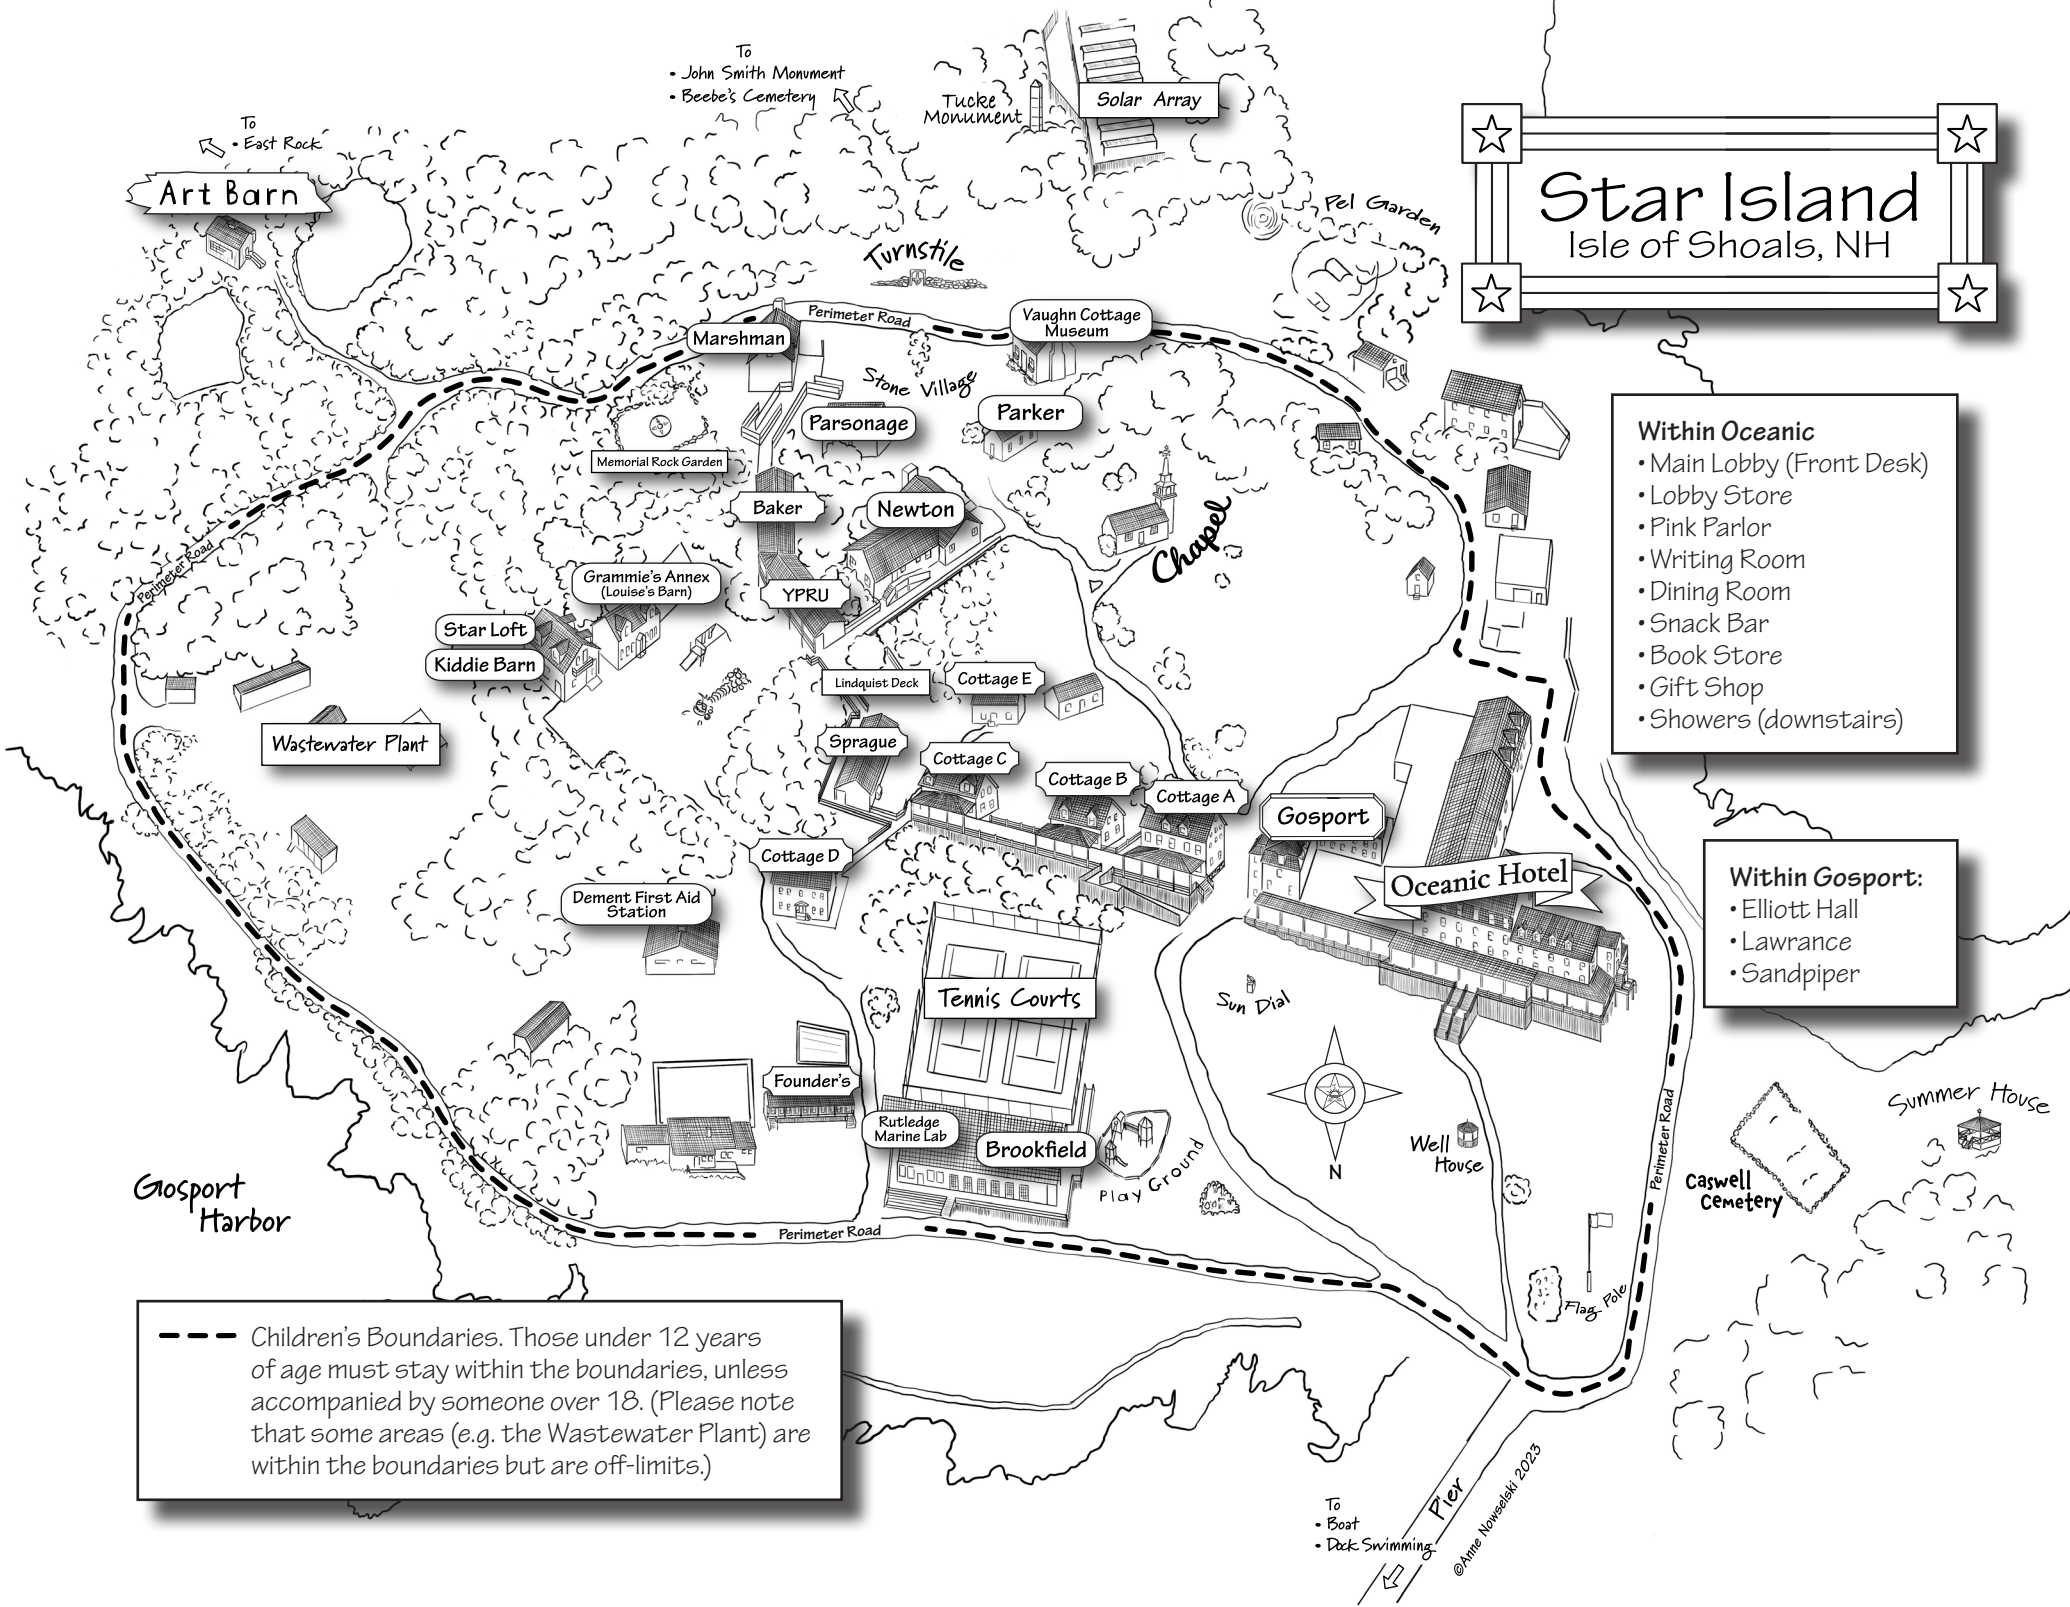 To
• John Smith Monument
• Beebe's Cemetery
To
• East Rock
Art Barn
Tucke
Monument
Solar Array
Pel Garden
Star Island
Isle of Shoals, NH
Turnstile
Perimeter Road
Vaughn Cottage
Museum
Marshman
Stone Village
Parsonage
Parker
Memorial Rock Garden
Baker
Newton
Chapel
Perimeter Road
Grammie's Annex
(Louise's Barn)
YPRU
Star Loft
Kiddie Barn
Lindquist Deck
Cottage E
Wastewater Plant
Sprague
Cottage C
Cottage B
Cottage A
Gosport
Cottage D
Oceanic Hotel
Dement First Aid
Station
Tennis Courts
Sun Dial
Founder's
Rutledge
Marine Lab
Brookfield
Play Ground
N
Well
House
Perimeter Road
Caswell
Cemetery
Summer House
Flag Pole
Gosport
Harbor
Perimeter Road
Within Oceanic
• Main Lobby (Front Desk)
• Lobby Store
• Pink Parlor
• Writing Room
• Dining Room
• Snack Bar
• Book Store
• Gift Shop
• Showers (downstairs)
Within Gosport:
• Elliott Hall
• Lawrance
• Sandpiper
Children's Boundaries. Those under 12 years
of age must stay within the boundaries, unless
accompanied by someone over 18. (Please note
that some areas (e.g. the Wastewater Plant) are
within the boundaries but are off-limits.)
Pier
To
• Boat
• Dock Swimming
©Anne Nowselski 2023